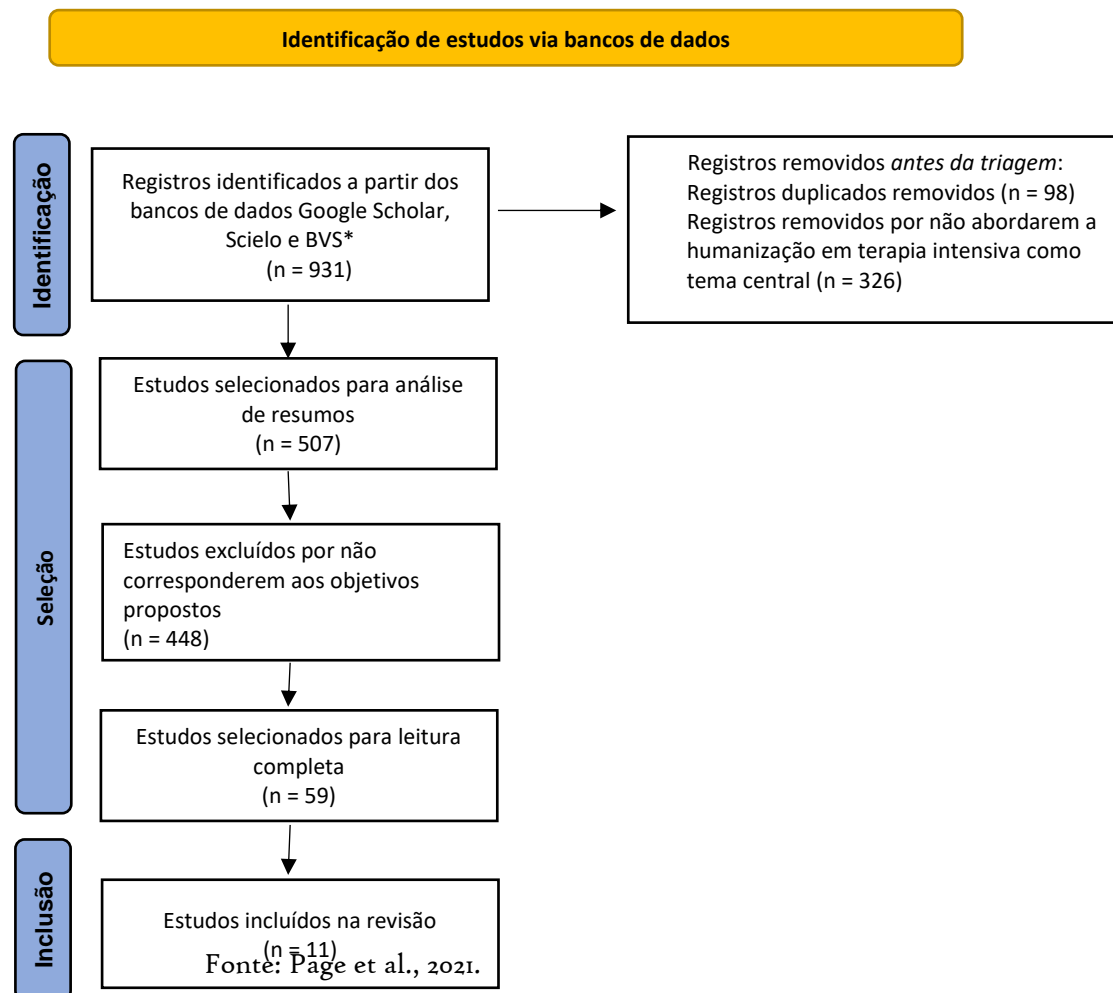 Identificação de estudos via bancos de dados
Identificação
Registros identificados a partir dos
bancos de dados Google Scholar,
Scielo e BVS*
(n = 931)
Registros removidos antes da triagem:
Registros duplicados removidos (n = 98)
Registros removidos por não abordarem a
humanização em terapia intensiva como
tema central (n = 326)
Seleção
Estudos selecionados para análise
de resumos
(n = 507)
Estudos excluídos por não
corresponderem aos objetivos
propostos
(n = 448)
Estudos selecionados para leitura
completa
(n = 59)
Inclusão
Estudos incluídos na revisão
(n = 11)
Fonte: Page et al., 2021.